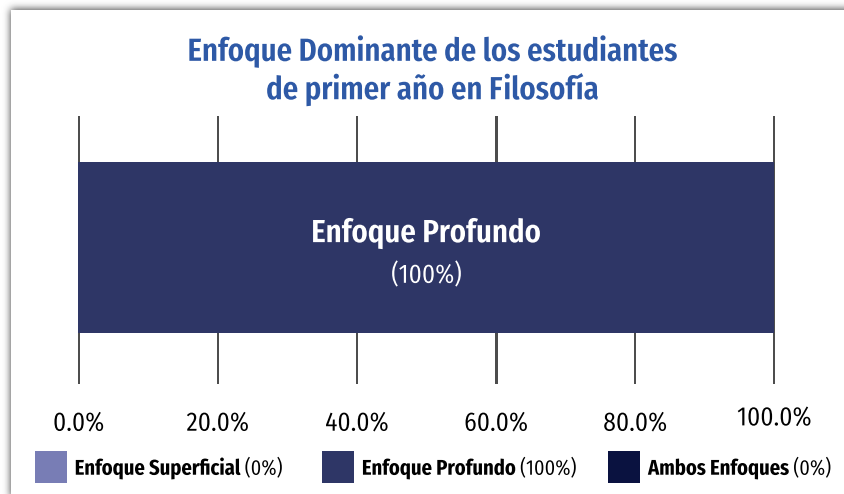 Enfoque Dominante de los estudiantes
de primer año en Filosofía
Enfoque Profundo
(100%)
0.0% 20.0% 40.0% 60.0% 80.0% 100.0%
Enfoque Superficial (0%) Enfoque Profundo (100%) Ambos Enfoques (0%)